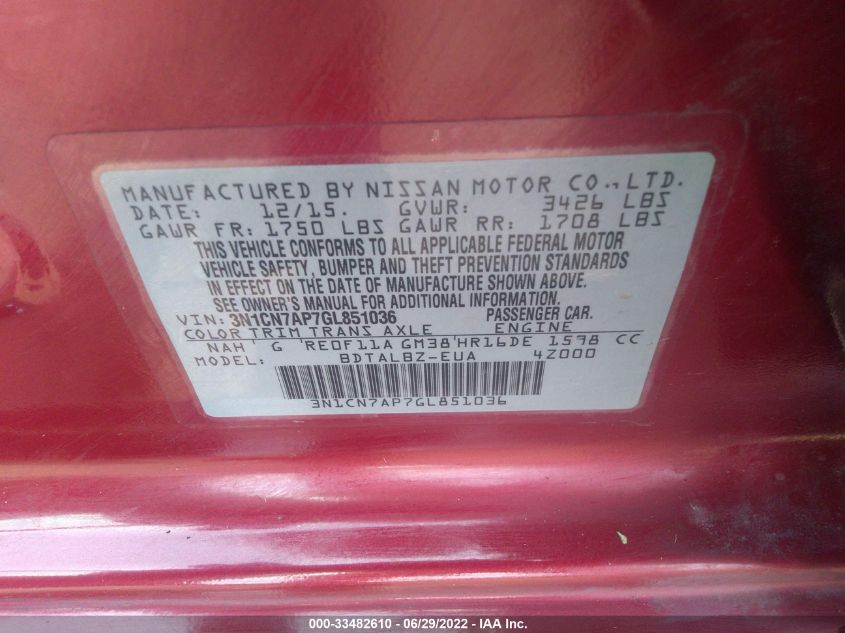 MANUFACTURED BY NISSAN MOTOR CO., LTD.
DATE: 12/15. GVWR: 3426 LBS
GAWR FR: 1750 LBS GAWR RR: 1708 LBS
THIS VEHICLE CONFORMS TO ALL APPLICABLE FEDERAL MOTOR
VEHICLE SAFETY, BUMPER AND THEFT PREVENTION STANDARDS
IN EFFECT ON THE DATE OF MANUFACTURE SHOWN ABOVE.
SEE OWNER'S MANUAL FOR ADDITIONAL INFORMATION.
VIN: 3N1CN7AP7GL851036 PASSENGER CAR.
COLOR TRIM TRANS AXLE ENGINE
NAH G RE0F11A GM38 HR16DE 1598 CC
MODEL: BDTALBZ-EUA 4Z000
3N1CN7AP7GL851036
000-33482610 - 06/29/2022 - IAA Inc.